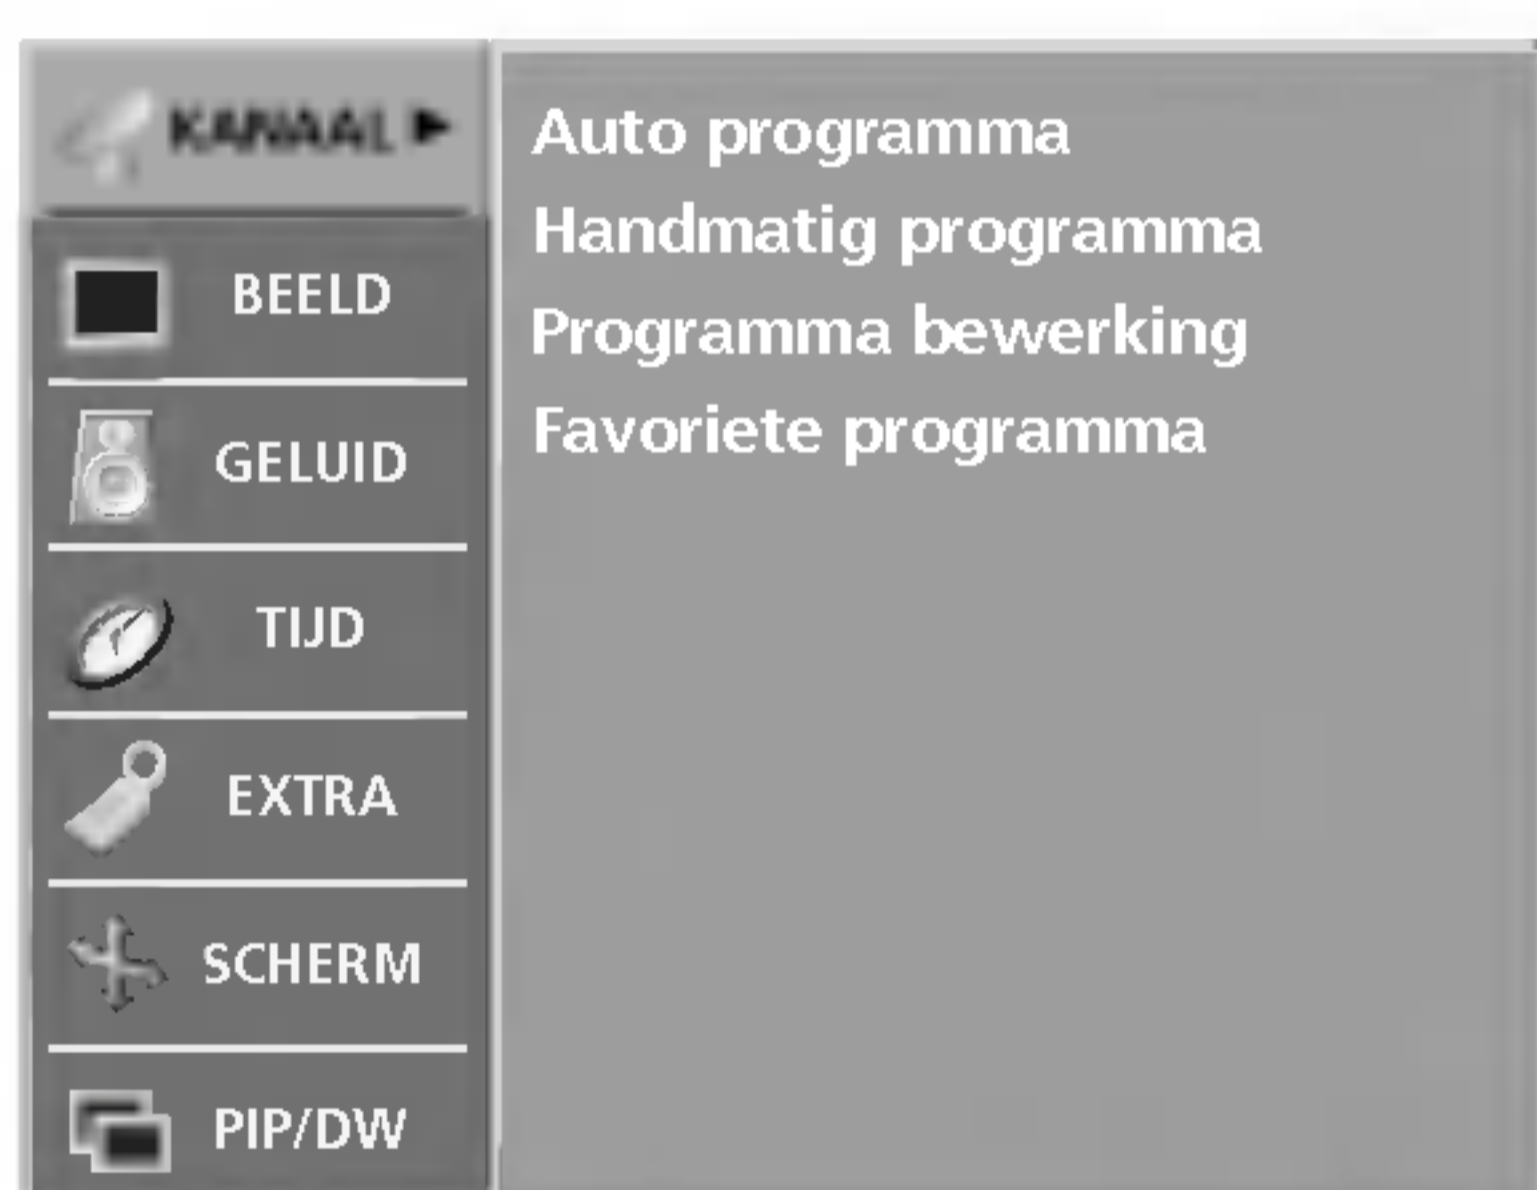 KANAAL ►
BEELD
GELUID
TIJD
EXTRA
SCHERM
PIP/DW
Auto programma
Handmatig programma
Programma bewerking
Favoriete programma